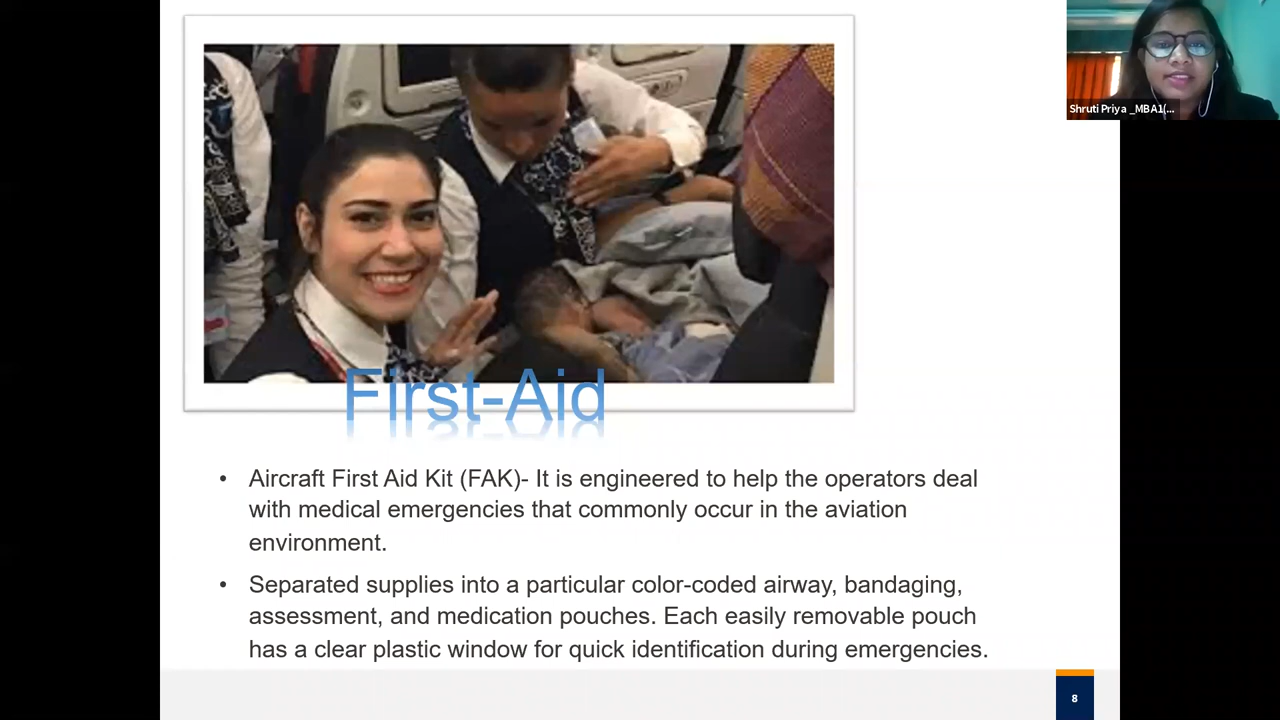 Shruti Priya _MBA1(...
First-Aid
• Aircraft First Aid Kit (FAK)- It is engineered to help the operators deal
with medical emergencies that commonly occur in the aviation
environment.
• Separated supplies into a particular color-coded airway, bandaging,
assessment, and medication pouches. Each easily removable pouch
has a clear plastic window for quick identification during emergencies.
8